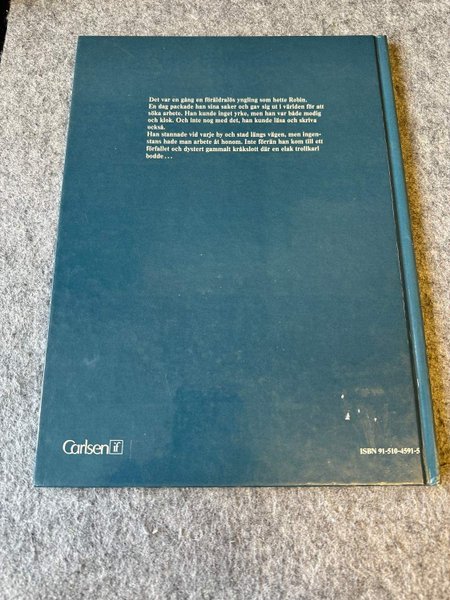 Det var en gång en föräldralös yngling som hette Robin.
En dag packade han sina saker och gav sig ut i världen för att
söka arbete. Han kunde inget yrke, men han var både modig
och klok. Och inte nog med det, han kunde läsa och skriva
också.
Han stannade vid varje by och stad längs vägen, men ingen-
stans hade man arbete åt honom. Inte förrän han kom till ett
förfallet och dystert gammalt kråkslott där en elak trollkarl
bodde...
Carlsen if
ISBN 91-510-4591-5